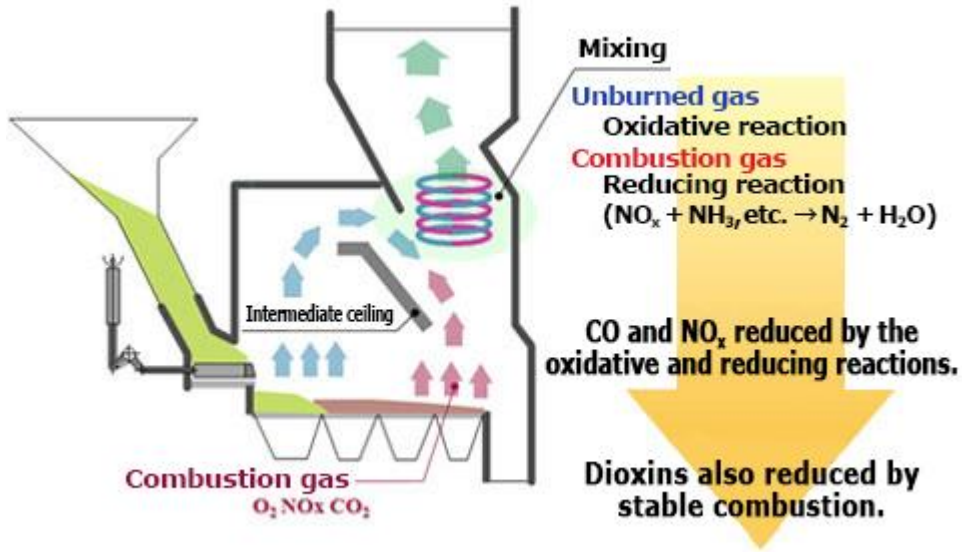 Mixing
Unburned gas
Oxidative reaction
Combustion gas
Reducing reaction
(NOx + NH3, etc. → N2 + H2O)
Intermediate ceiling
CO and NOx reduced by the
oxidative and reducing reactions.
Combustion gas
O2 NOx CO2
Dioxins also reduced by
stable combustion.